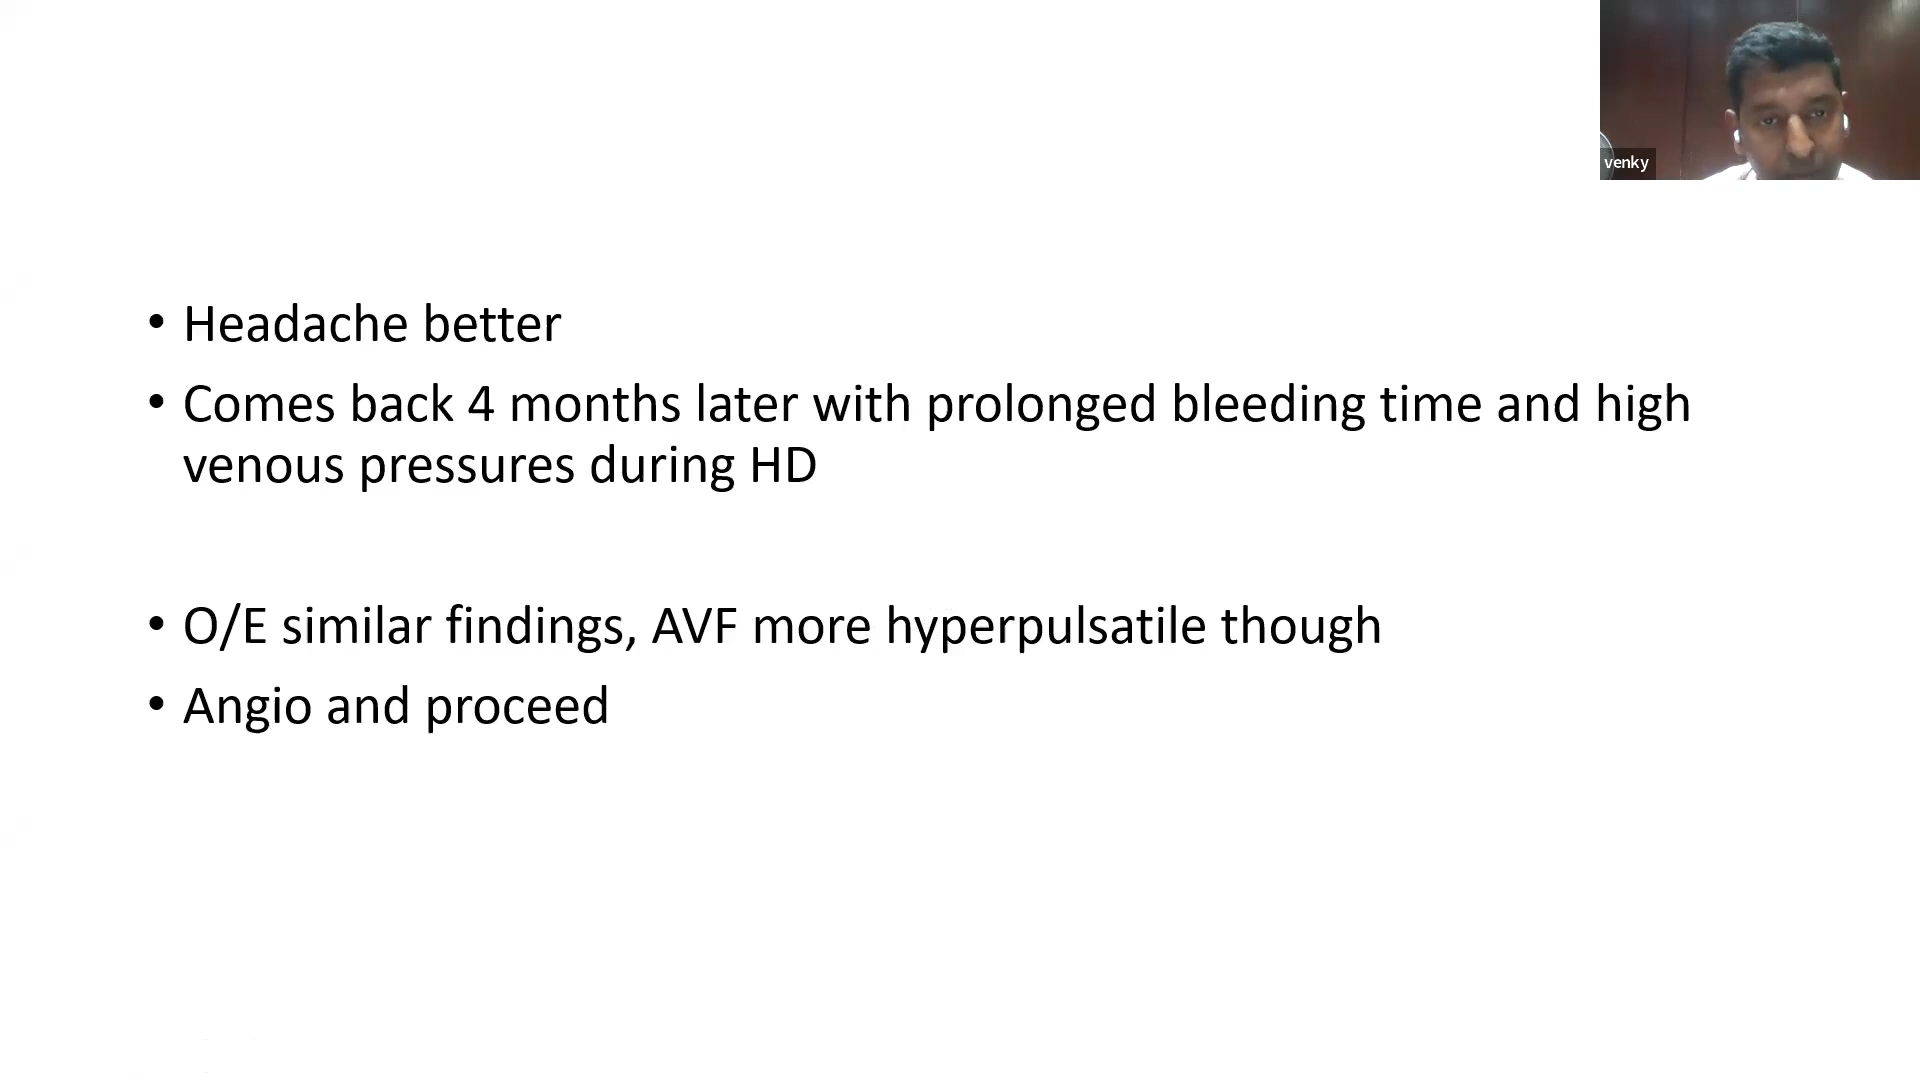 venky
• Headache better
• Comes back 4 months later with prolonged bleeding time and high
venous pressures during HD
• O/E similar findings, AVF more hyperpulsatile though
• Angio and proceed